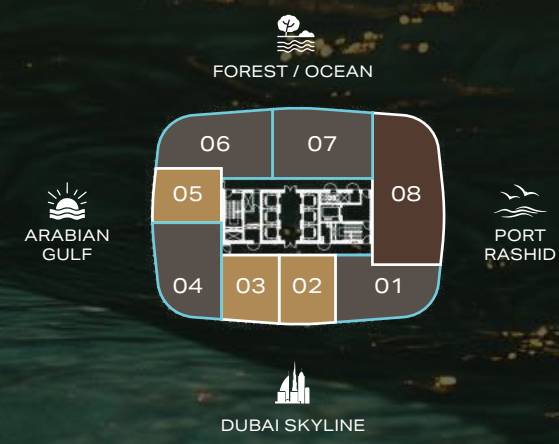 FOREST / OCEAN
06
07
05
08
ARABIAN
GULF
PORT
RASHID
04
03
02
01
DUBAI SKYLINE